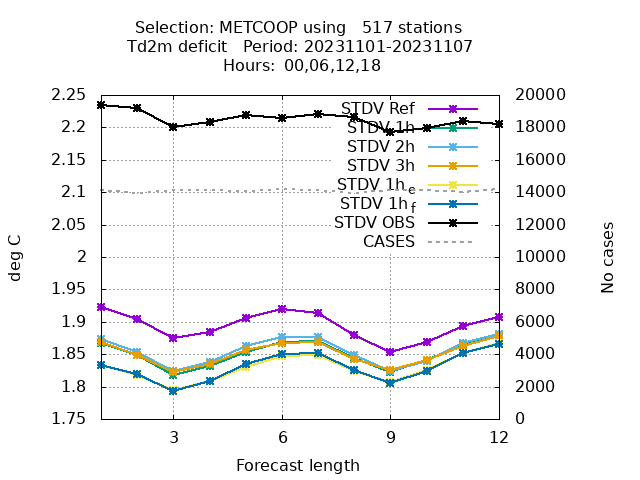 Selection: METCOOP using 517 stations
Td2m deficit Period: 20231101-20231107
Hours: 00,06,12,18
2.25
2.2
2.15
2.1
2.05
2
1.95
1.9
1.85
1.8
1.75
20000
18000
16000
14000
12000
10000
8000
6000
4000
2000
0
STDV Ref
STDV 1h
STDV 2h
STDV 3h
STDV 1h_e
STDV 1h_f
STDV OBS
CASES
deg C
No cases
3
6
9
12
Forecast length